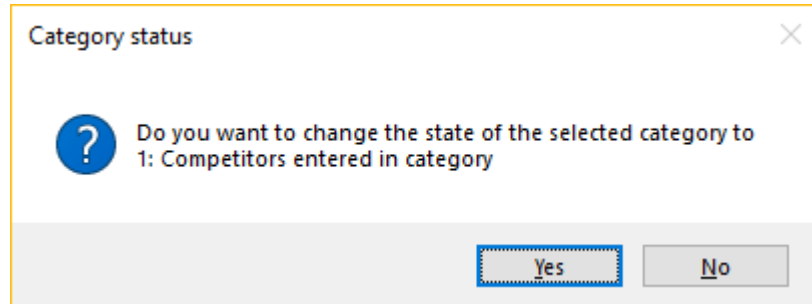 Category status
?
Do you want to change the state of the selected category to
1: Competitors entered in category
Yes
No